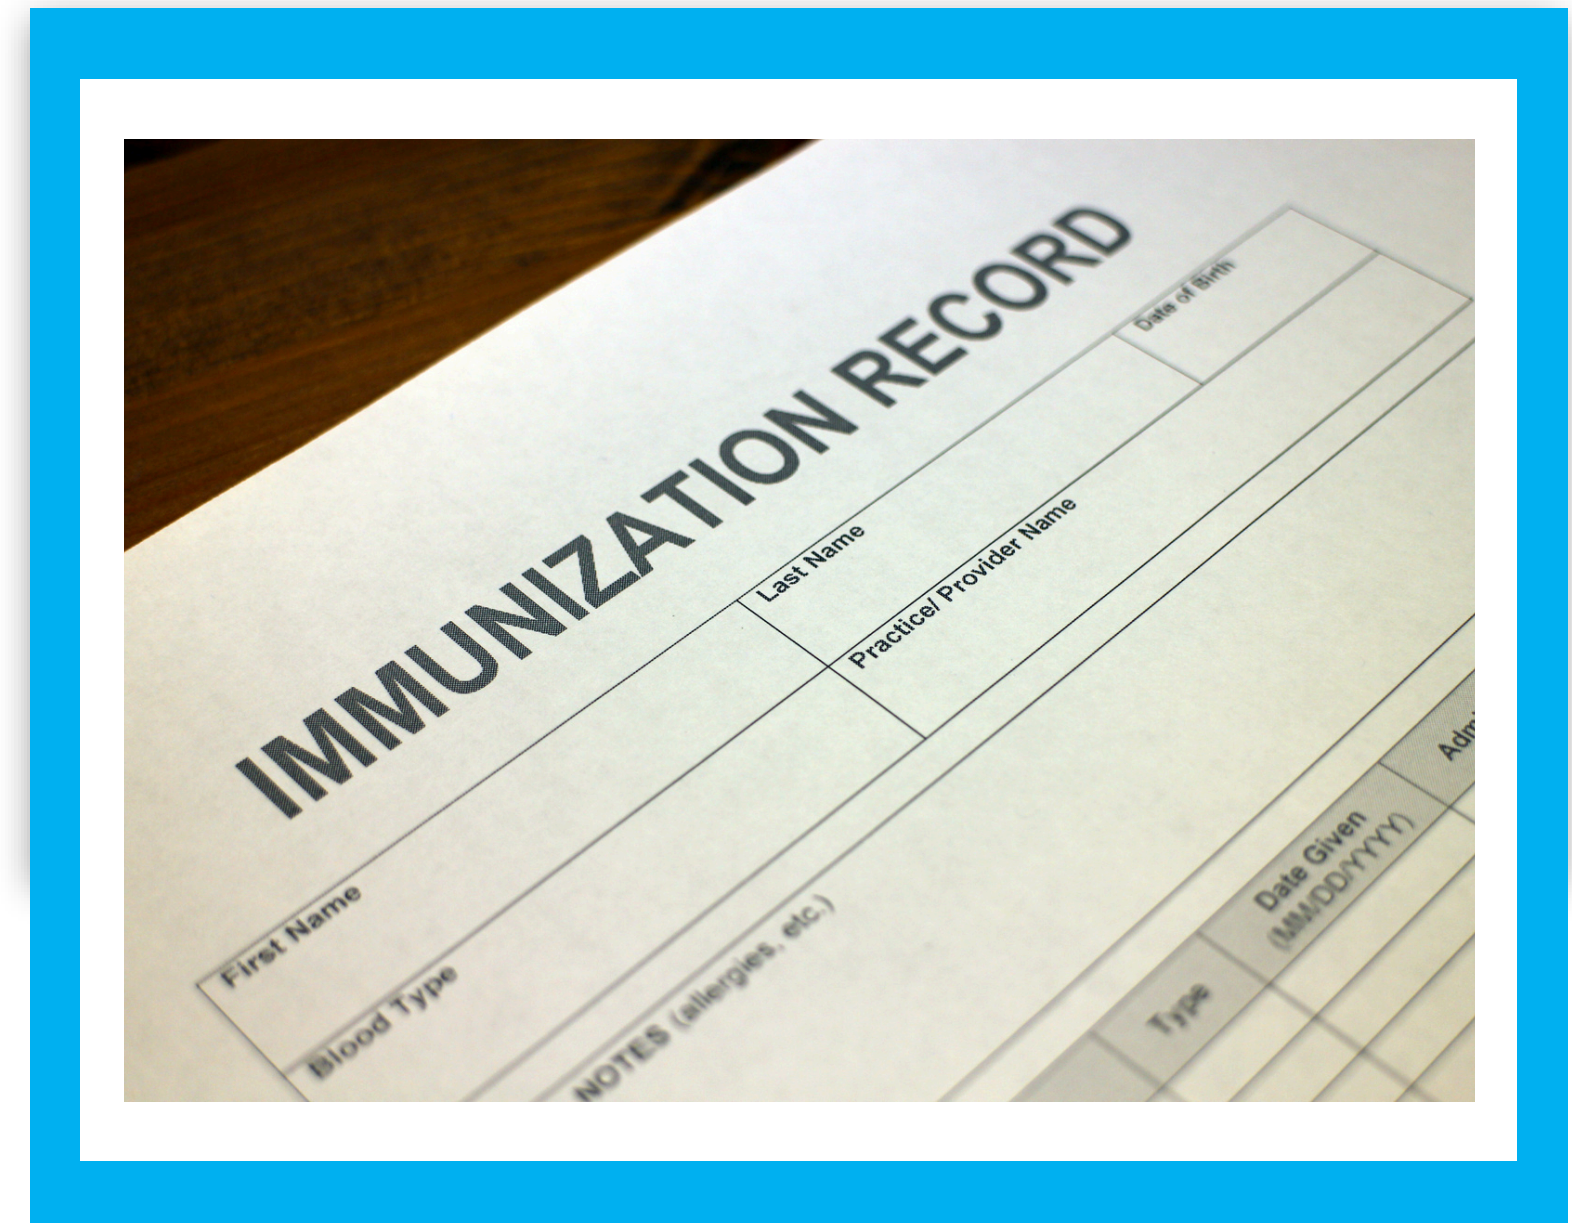 IMMUNIZATION RECORD
First Name
Last Name
Date of Birth
Blood Type
Practice/ Provider Name
NOTES (allergies, etc.)
Type
Date Given
(MM/DD/YYYY)